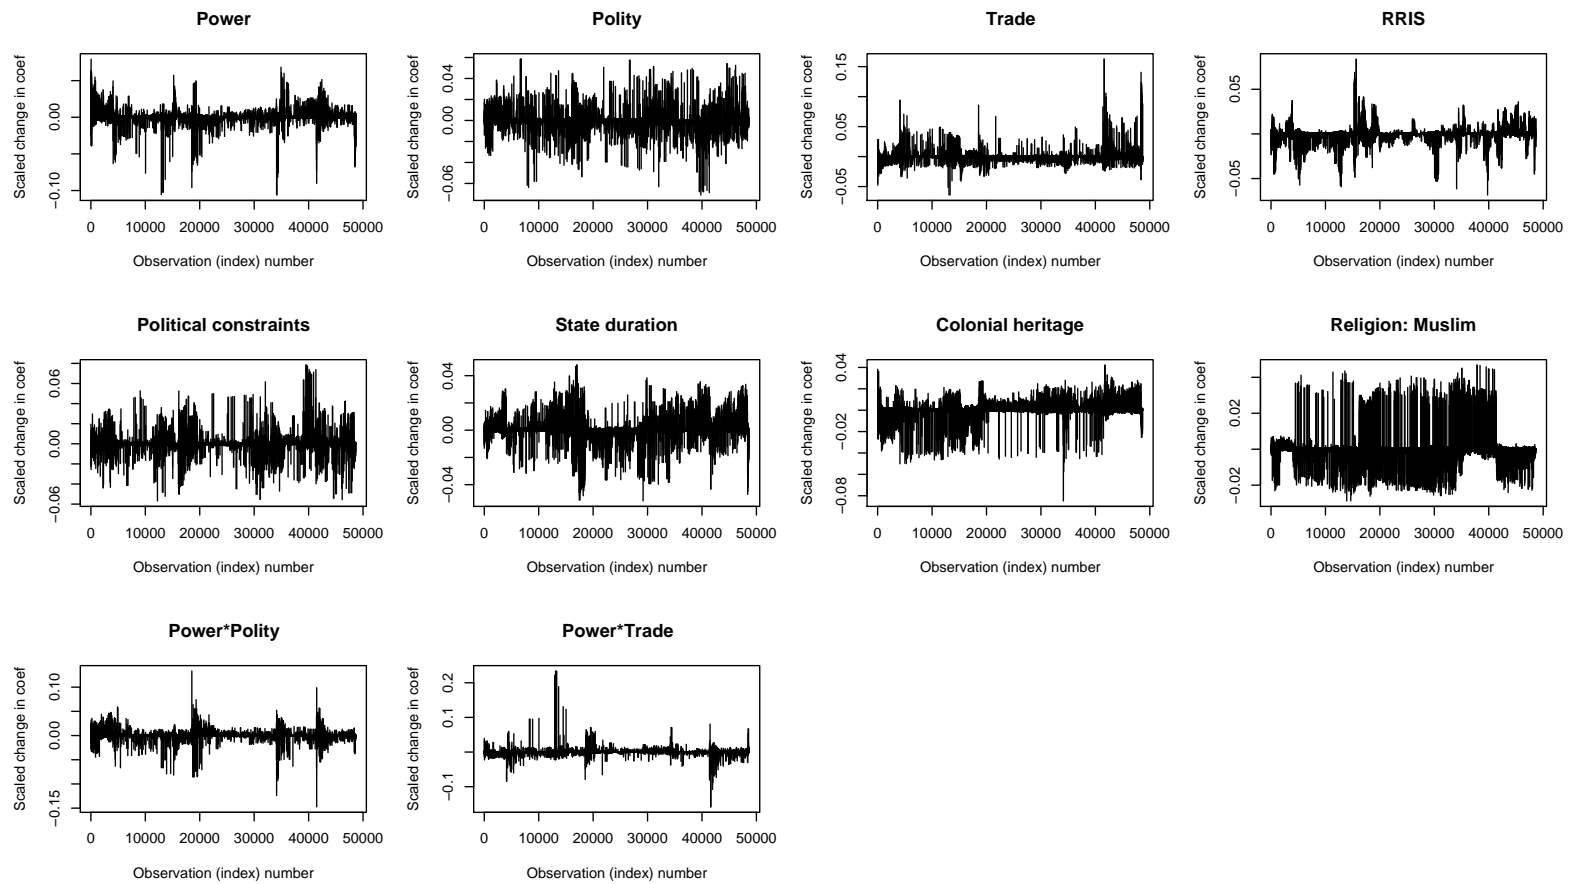 Power
Scaled change in coef
0.00
−0.10
0 10000 20000 30000 40000 50000
Observation (index) number
Polity
Scaled change in coef
0.04
0.00
−0.06
0 10000 20000 30000 40000 50000
Observation (index) number
Trade
Scaled change in coef
0.15
0.05
−0.05
0 10000 20000 30000 40000 50000
Observation (index) number
RRIS
Scaled change in coef
0.05
−0.05
0 10000 20000 30000 40000 50000
Observation (index) number
Political constraints
Scaled change in coef
0.06
0.00
−0.06
0 10000 20000 30000 40000 50000
Observation (index) number
State duration
Scaled change in coef
0.04
0.00
−0.04
0 10000 20000 30000 40000 50000
Observation (index) number
Colonial heritage
Scaled change in coef
0.04
−0.02
−0.08
0 10000 20000 30000 40000 50000
Observation (index) number
Religion: Muslim
Scaled change in coef
0.02
−0.02
0 10000 20000 30000 40000 50000
Observation (index) number
Power*Polity
Scaled change in coef
0.10
0.00
−0.15
0 10000 20000 30000 40000 50000
Observation (index) number
Power*Trade
Scaled change in coef
0.2
0.1
−0.1
0 10000 20000 30000 40000 50000
Observation (index) number